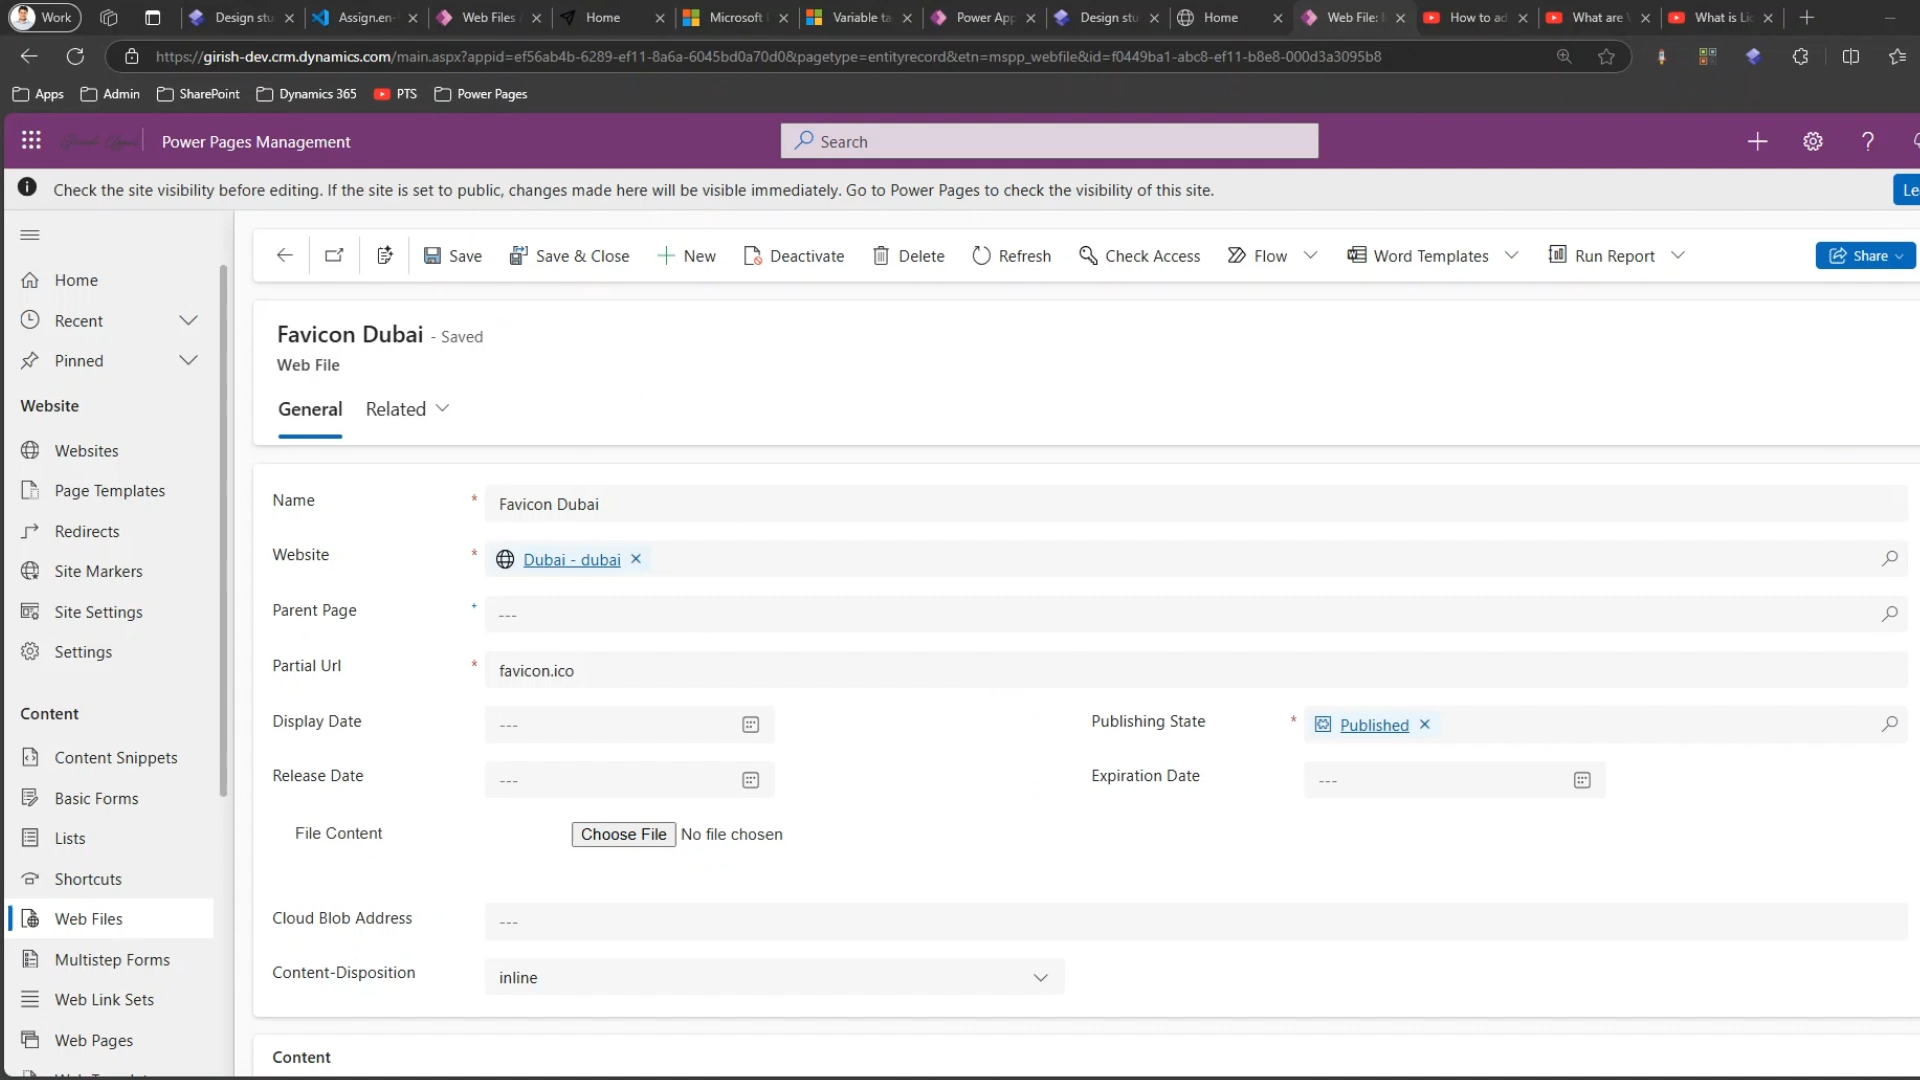 Work
Design stu
Assign.en-
Web Files
Home
Microsoft
Variable ta
Power App
Design stu
Home
Web File:
How to ad
What are
What is Li
https://girish-dev.crm.dynamics.com/main.aspx?appid=ef56ab4b-6289-ef11-8a6a-6045bd0a70d0&pagetype=entityrecord&etn=mspp_webfile&id=f0449ba1-abc8-ef11-b8e8-000d3a3095b8
Apps
Admin
SharePoint
Dynamics 365
PTS
Power Pages
Power Pages Management
Search
Check the site visibility before editing. If the site is set to public, changes made here will be visible immediately. Go to Power Pages to check the visibility of this site.
Le
Save
Save & Close
New
Deactivate
Delete
Refresh
Check Access
Flow
Word Templates
Run Report
Share
Home
Recent
Pinned
Website
Websites
Page Templates
Redirects
Site Markers
Site Settings
Settings
Content
Content Snippets
Basic Forms
Lists
Shortcuts
Web Files
Multistep Forms
Web Link Sets
Web Pages
Favicon Dubai - Saved
Web File
General
Related
Name * Favicon Dubai
Website * Dubai - dubai
Parent Page + ---
Partial Url * favicon.ico
Display Date ---
Publishing State * Published
Release Date ---
Expiration Date ---
File Content Choose File No file chosen
Cloud Blob Address ---
Content-Disposition inline
Content